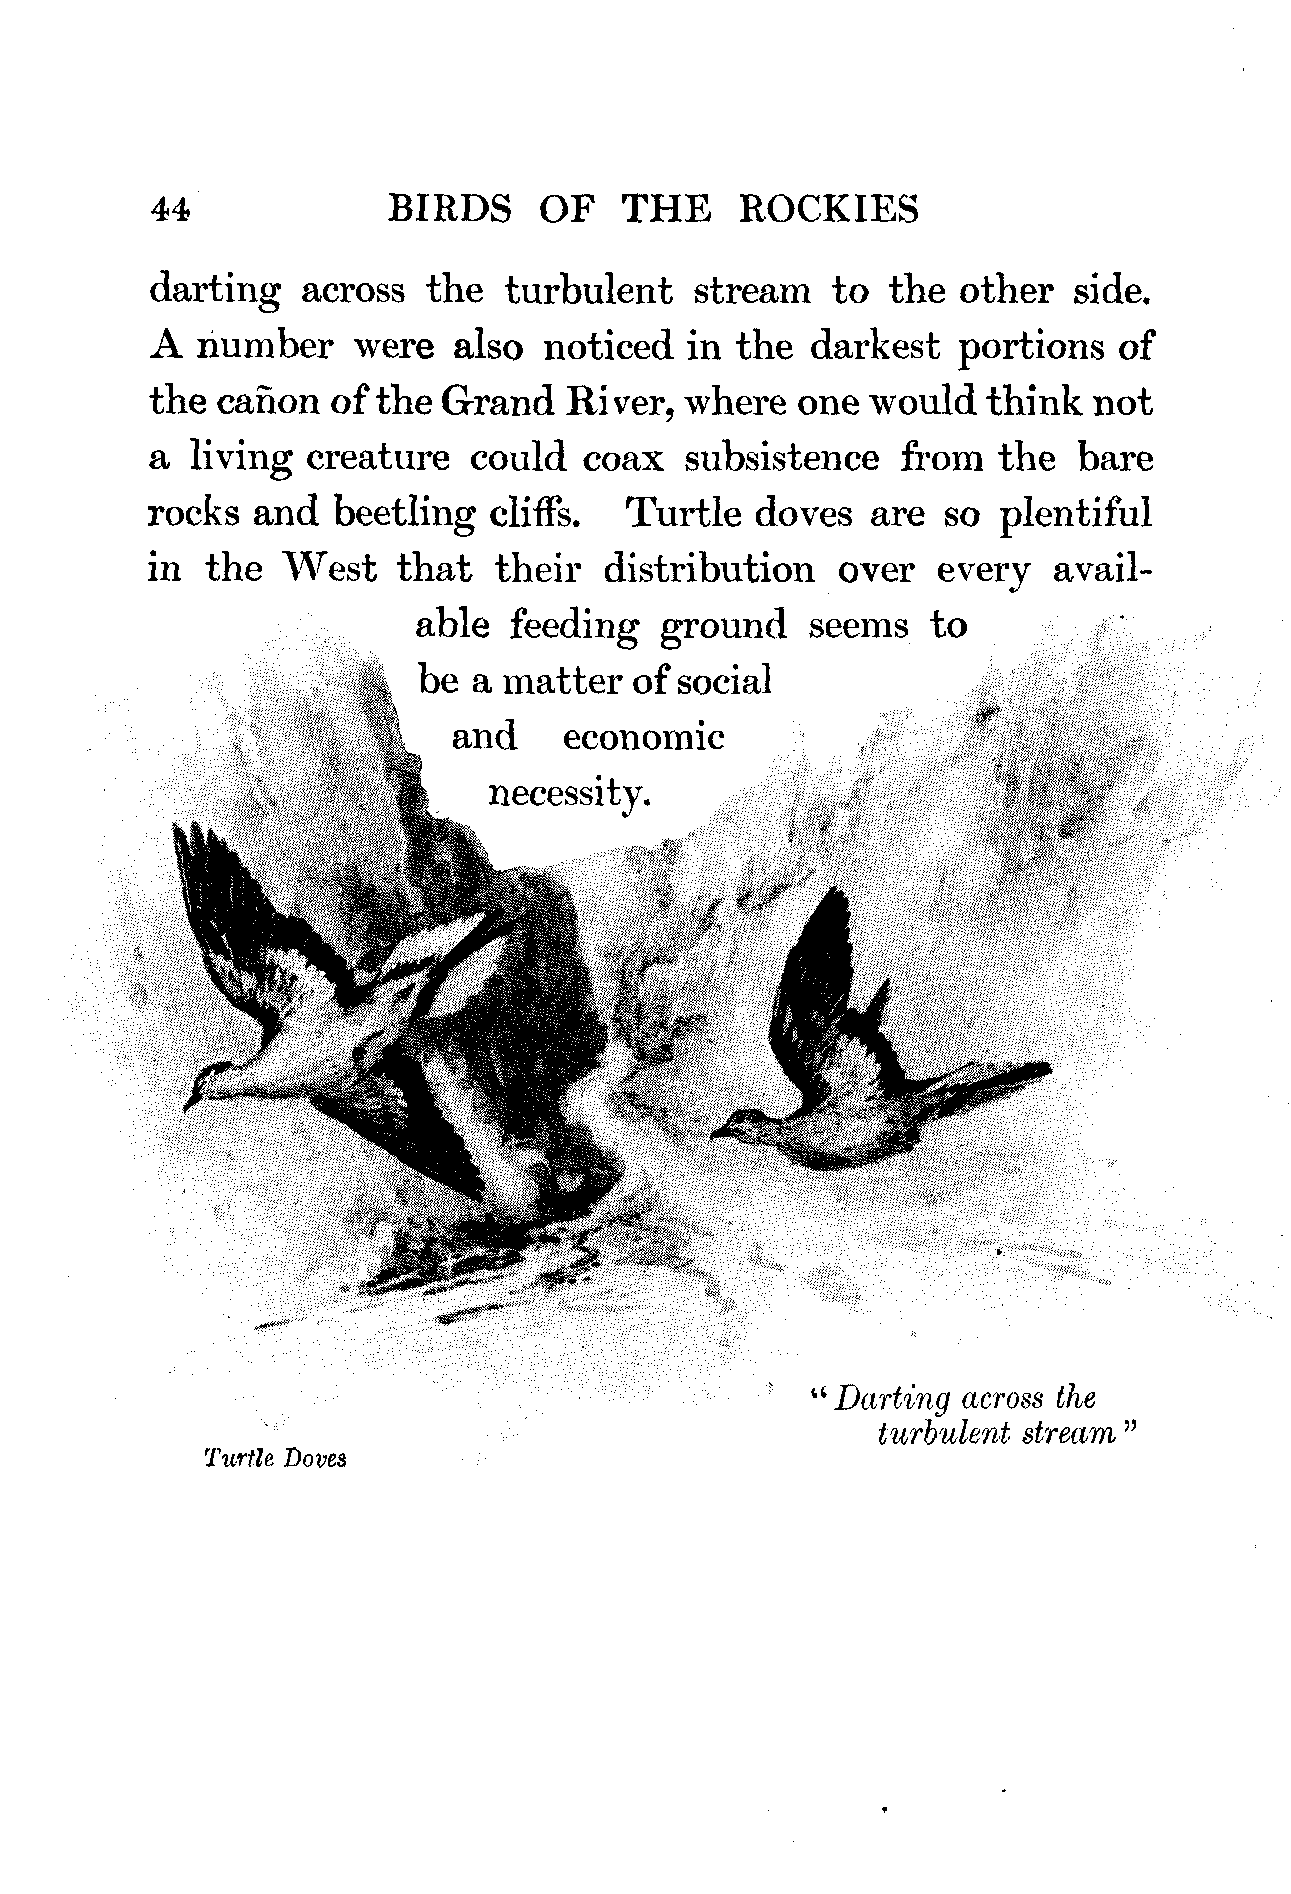 44 BIRDS OF THE ROCKIES
darting across the turbulent stream to the other side.
A number were also noticed in the darkest portions of
the cañon of the Grand River, where one would think not
a living creature could coax subsistence from the bare
rocks and beetling cliffs. Turtle doves are so plentiful
in the West that their distribution over every avail-
able feeding ground seems to
be a matter of social
and economic
necessity.
"Darting across the
turbulent stream"
Turtle Doves